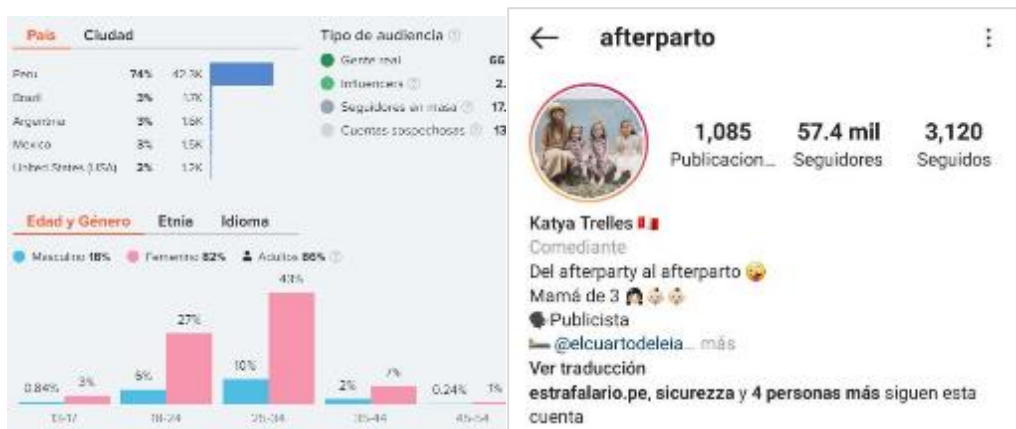 País Ciudad
Peru 74% 42.3K
Brazil 3% 1.7K
Argentina 3% 1.6K
Mexico 3% 1.5K
United States (USA) 2% 1.2K
Tipo de audiencia
Gente real 66
Influencers 2.
Seguidores en masa 17.
Cuentas sospechosas 13
Edad y Género Etnia Idioma
Masculino 18% Femenino 82% Adultos 86%
43%
27%
10%
6%
7%
0.84% 3% 2% 0.24% 1%
13-17 18-24 25-34 35-44 45-54
afterparto
1,085 57.4 mil 3,120
Publicacion... Seguidores Seguidos
Katya Trelles
Comediante
Del afterparty al afterparto
Mamá de 3
Publicista
@elcuartodeleia... más
Ver traducción
estrafalario.pe, sicurezza y 4 personas más siguen esta
cuenta